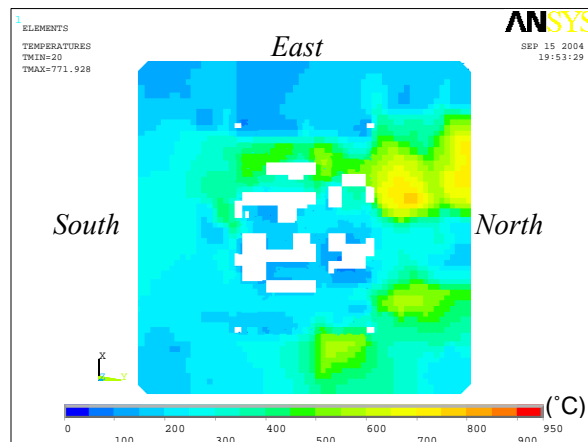 1
ELEMENTS
TEMPERATURES
TMIN=20
TMAX=771.928
ANSYS
SEP 15 2004
19:53:29
East
South
North
X
Z Y
(°C)
0 200 300 400 500 600 700 800 950
100 900